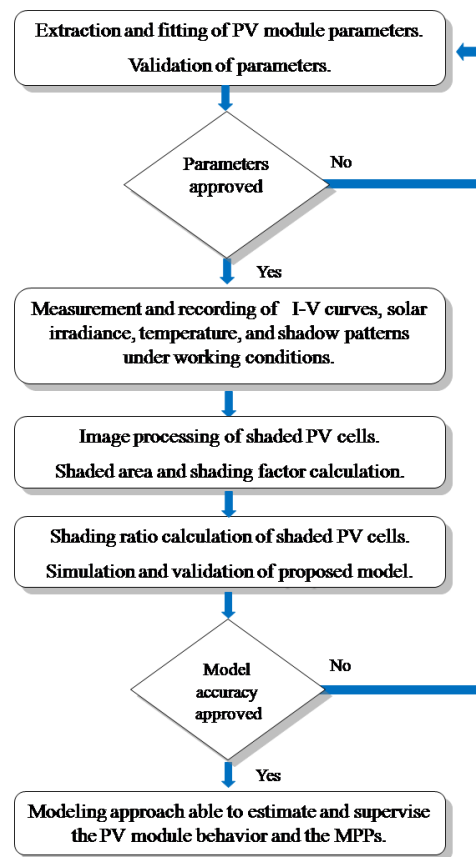 Extraction and fitting of PV module parameters.
Validation of parameters.
Parameters
approved
No
Yes
Measurement and recording of I-V curves, solar
irradiance, temperature, and shadow patterns
under working conditions.
Image processing of shaded PV cells.
Shaded area and shading factor calculation.
Shading ratio calculation of shaded PV cells.
Simulation and validation of proposed model.
Model
accuracy
approved
No
Yes
Modeling approach able to estimate and supervise
the PV module behavior and the MPPs.